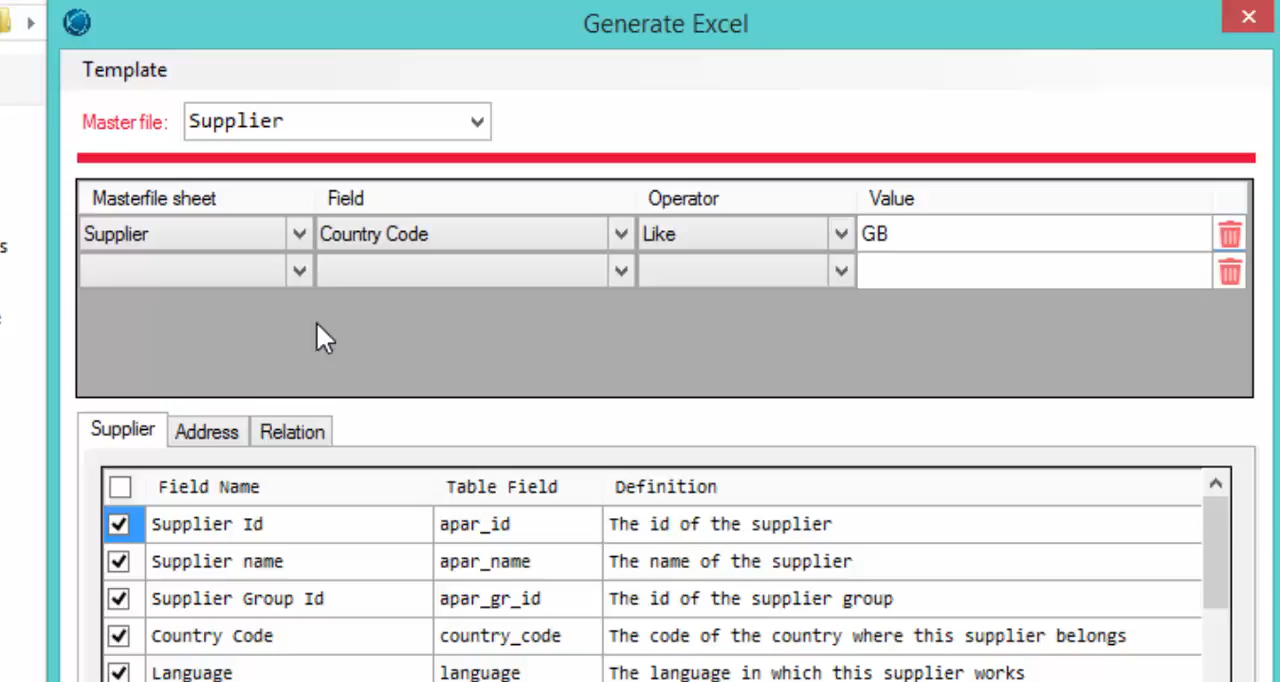 Generate Excel
Template
Master file: Supplier
Masterfile sheet Field Operator Value
Supplier Country Code Like GB
Supplier Address Relation
Field Name Table Field Definition
Supplier Id apar_id The id of the supplier
Supplier name apar_name The name of the supplier
Supplier Group Id apar_gr_id The id of the supplier group
Country Code country_code The code of the country where this supplier belongs
Language language The language in which this supplier works